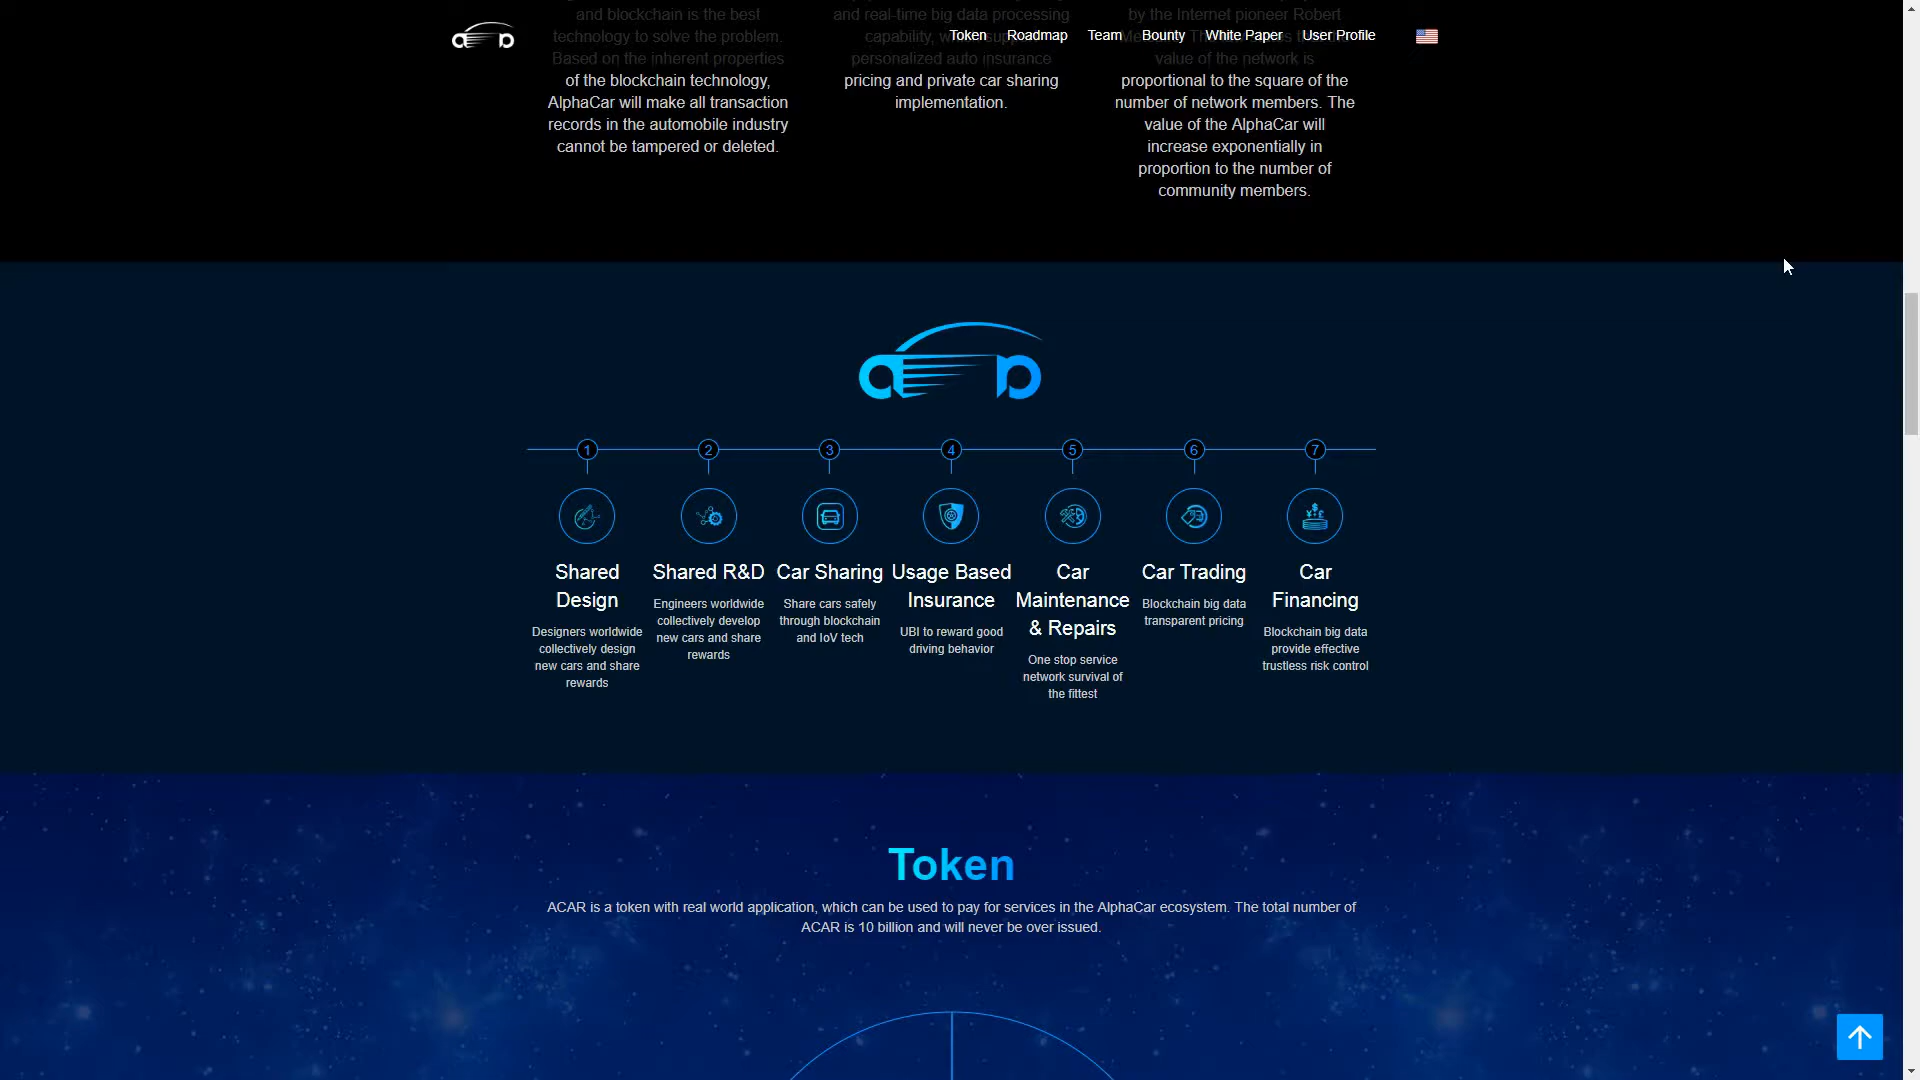 Token Roadmap Team Bounty White Paper User Profile
and blockchain is the best
technology to solve the problem.
Based on the inherent properties
of the blockchain technology,
AlphaCar will make all transaction
records in the automobile industry
cannot be tampered or deleted.
and real-time big data processing
capability,
personalized auto insurance
pricing and private car sharing
implementation.
by the Internet pioneer Robert
value of the network is
proportional to the square of the
number of network members. The
value of the AlphaCar will
increase exponentially in
proportion to the number of
community members.
1 2 3 4 5 6 7
Shared
Design
Designers worldwide
collectively design
new cars and share
rewards
Shared R&D
Engineers worldwide
collectively develop
new cars and share
rewards
Car Sharing
Share cars safely
through blockchain
and IoV tech
Usage Based
Insurance
UBI to reward good
driving behavior
Car
Maintenance
& Repairs
One stop service
network survival of
the fittest
Car Trading
Blockchain big data
transparent pricing
Car
Financing
Blockchain big data
provide effective
trustless risk control
Token
ACAR is a token with real world application, which can be used to pay for services in the AlphaCar ecosystem. The total number of
ACAR is 10 billion and will never be over issued.